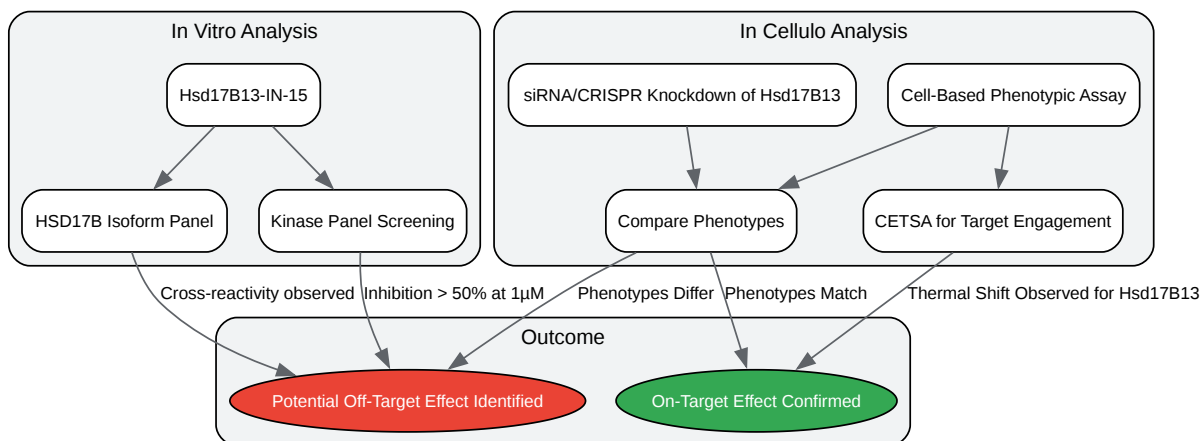 In Vitro Analysis
In Cellulo Analysis
Hsd17B13-IN-15
siRNA/CRISPR Knockdown of Hsd17B13
Cell-Based Phenotypic Assay
HSD17B Isoform Panel
Kinase Panel Screening
Compare Phenotypes
CETSA for Target Engagement
Cross-reactivity observed
Inhibition > 50% at 1µM
Phenotypes Differ
Phenotypes Match
Thermal Shift Observed for Hsd17B13
Outcome
Potential Off-Target Effect Identified
On-Target Effect Confirmed